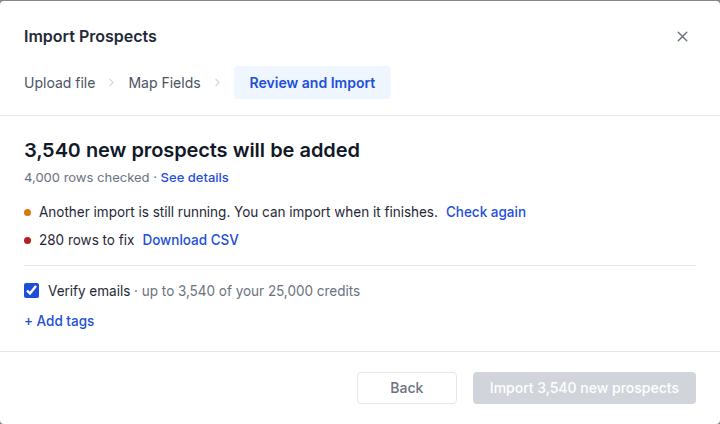 Import Prospects
Upload file
Map Fields
Review and Import
3,540 new prospects will be added
4,000 rows checked · See details
Another import is still running. You can import when it finishes. Check again
280 rows to fix Download CSV
Verify emails · up to 3,540 of your 25,000 credits
+ Add tags
Back
Import 3,540 new prospects